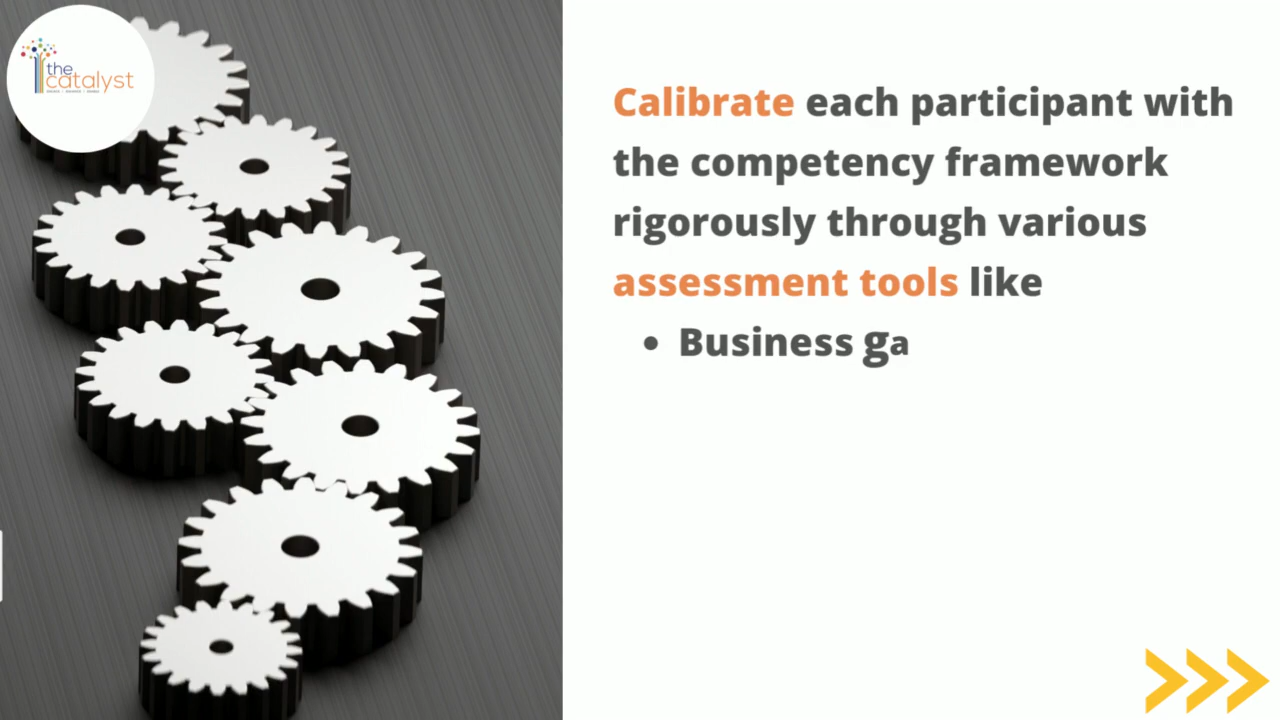 the
catalyst
Calibrate each participant with
the competency framework
rigorously through various
assessment tools like
• Business ga